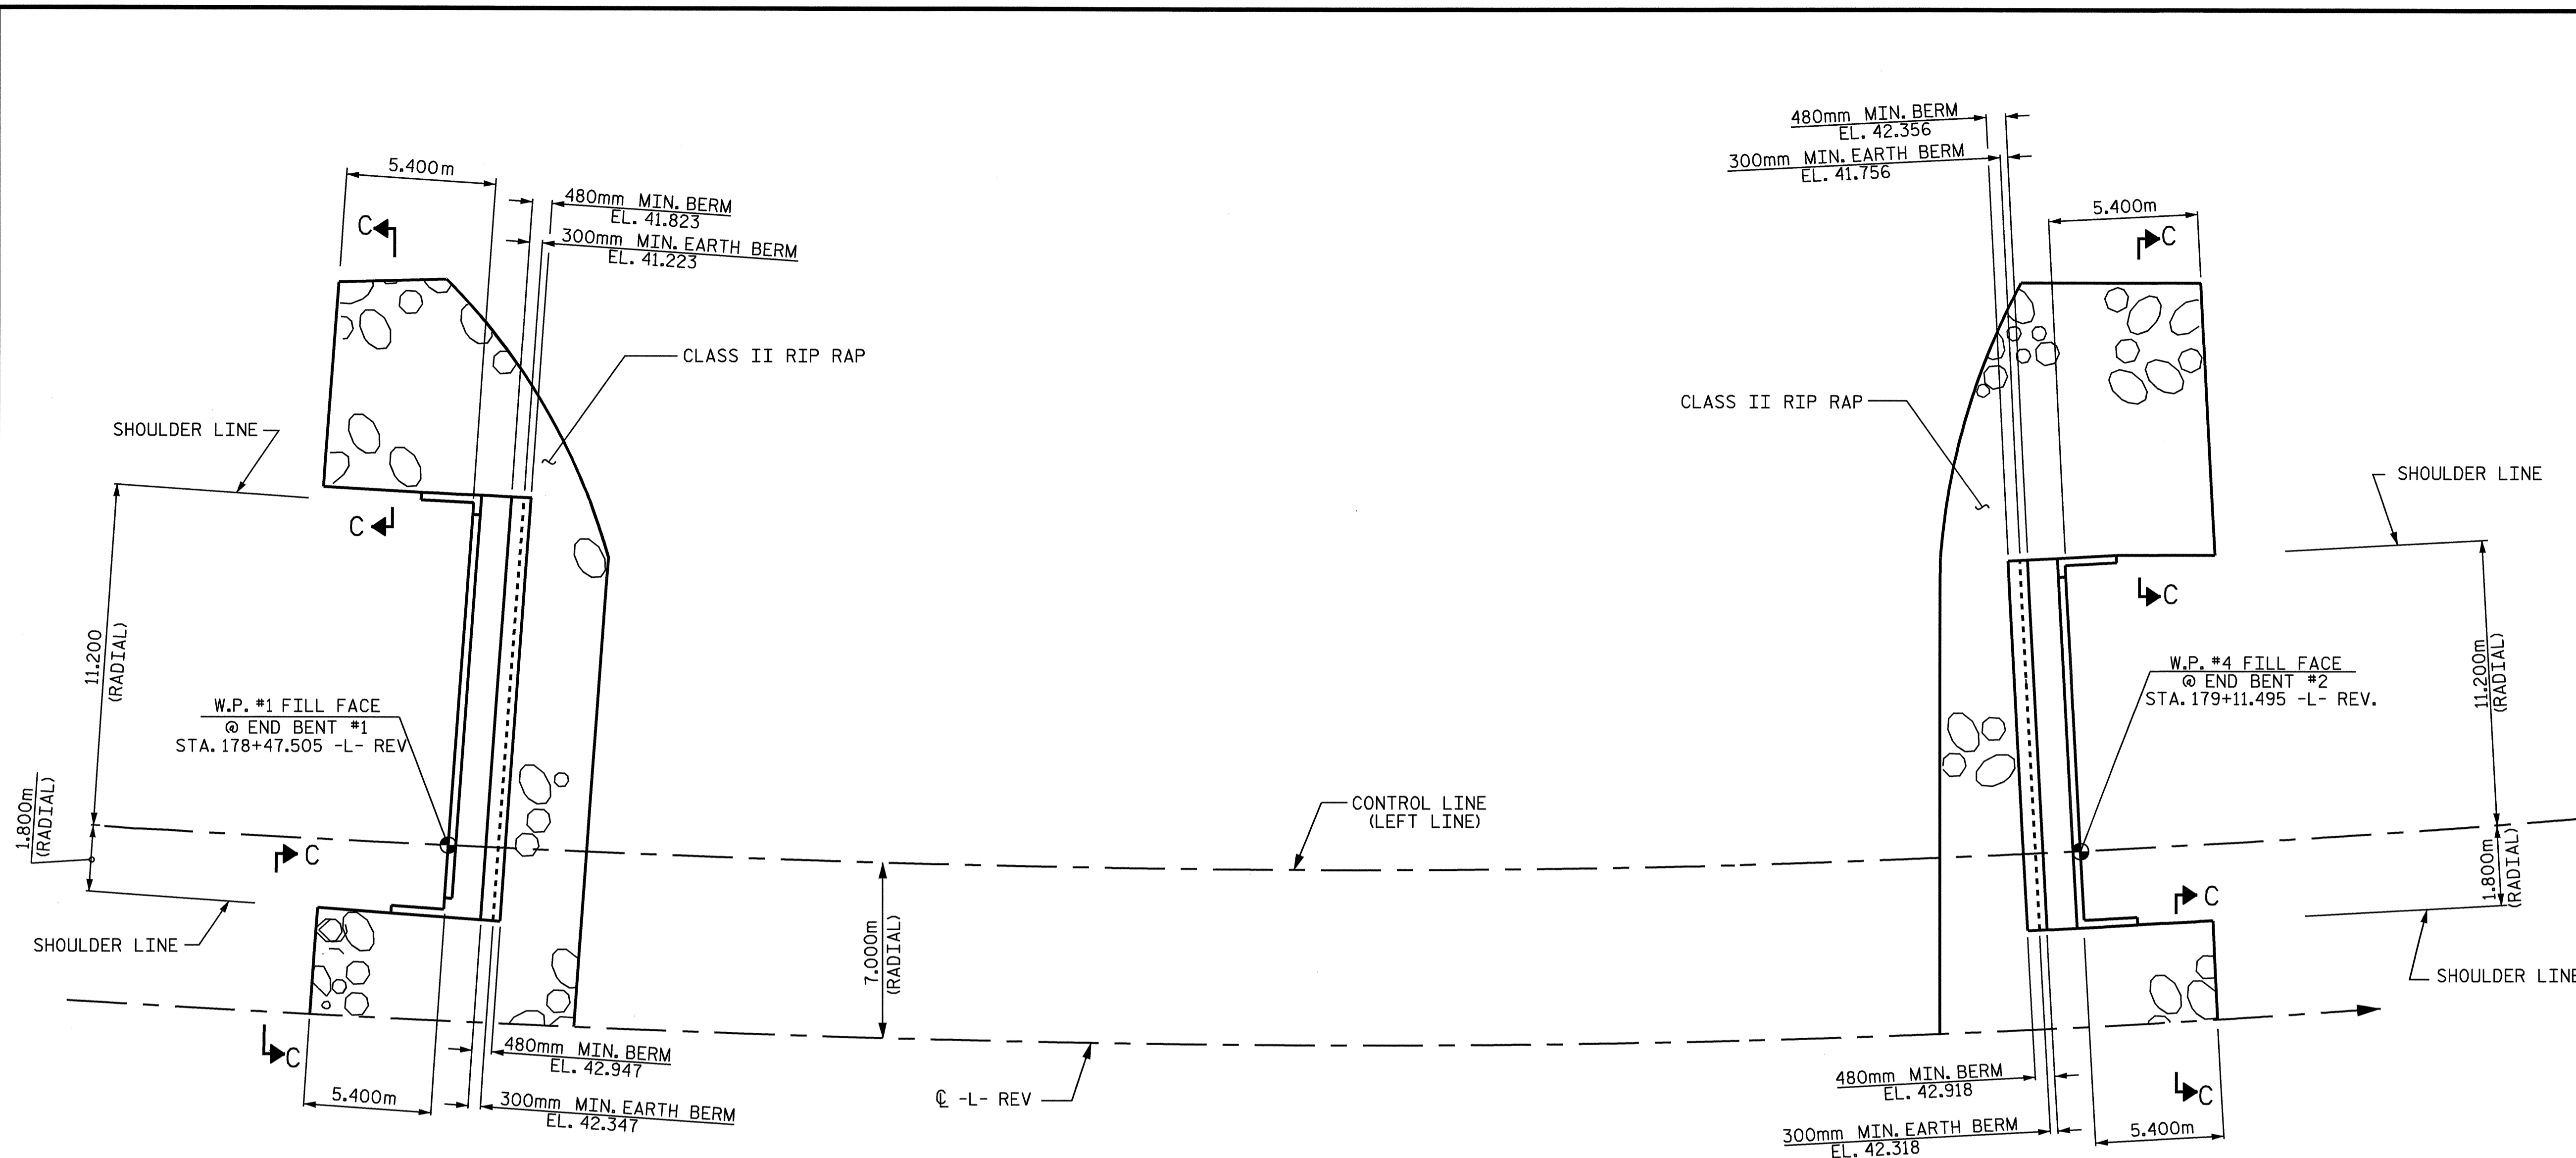 480mm MIN. BERM
EL. 42.356
300mm MIN. EARTH BERM
EL. 41.756
5.400m
480mm MIN. BERM
EL. 41.823
300mm MIN. EARTH BERM
EL. 41.223
C
5.400m
C
CLASS II RIP RAP
CLASS II RIP RAP
SHOULDER LINE
SHOULDER LINE
C
C
11.200
(RADIAL)
W.P. #1 FILL FACE
@ END BENT #1
STA. 178+47.505 -L- REV
W.P. #4 FILL FACE
@ END BENT #2
STA. 179+11.495 -L- REV.
11.200m
(RADIAL)
1.800m
(RADIAL)
CONTROL LINE
(LEFT LINE)
C
1.800m
(RADIAL)
C
SHOULDER LINE
7.000m
(RADIAL)
SHOULDER LINE
C
480mm MIN. BERM
EL. 42.947
5.400m
300mm MIN. EARTH BERM
EL. 42.347
℄ -L- REV
480mm MIN. BERM
EL. 42.918
C
300mm MIN. EARTH BERM
EL. 42.318
5.400m